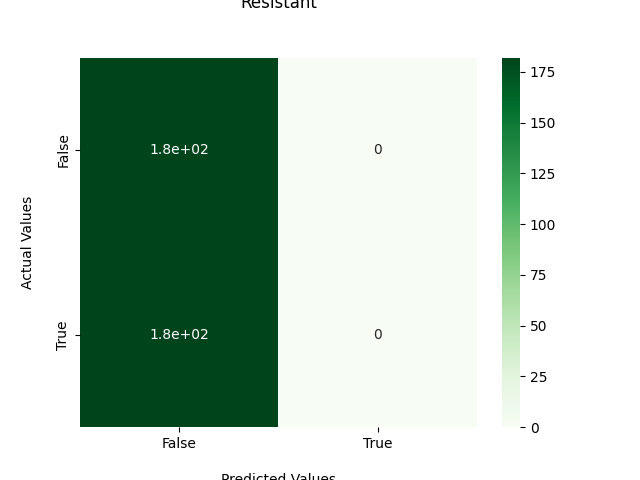 Resistant
False
1.8e+02
0
True
1.8e+02
0
Actual Values
False
True
Predicted Values
175
150
125
100
75
50
25
0